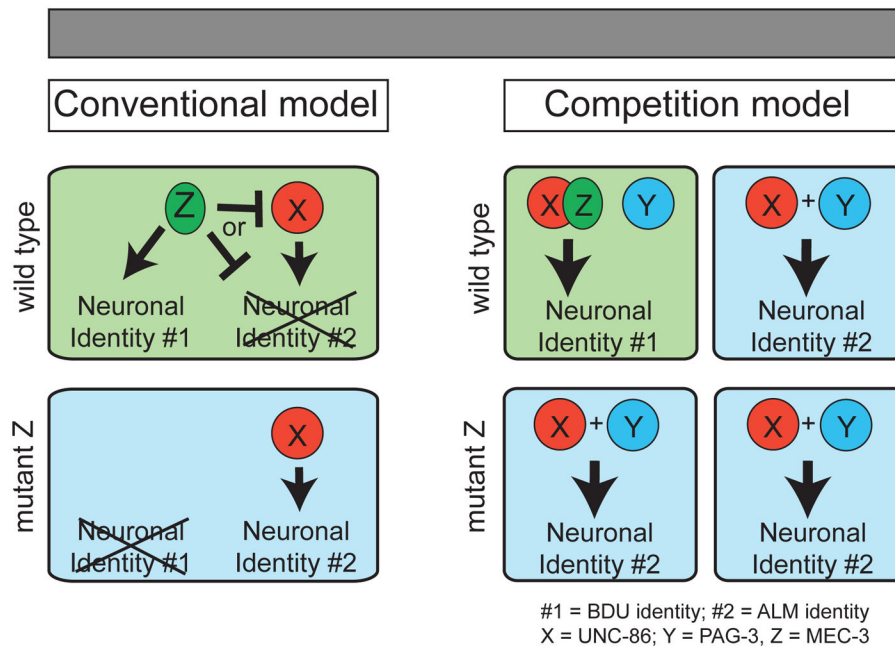 Conventional model
Competition model
wild type
Z
or
X
Neuronal
Identity #1
Neuronal
Identity #2
wild type
X Z Y
Neuronal
Identity #1
X + Y
Neuronal
Identity #2
mutant Z
X
Neuronal
Identity #1
Neuronal
Identity #2
mutant Z
X + Y
Neuronal
Identity #2
X + Y
Neuronal
Identity #2
#1 = BDU identity; #2 = ALM identity
X = UNC-86; Y = PAG-3, Z = MEC-3